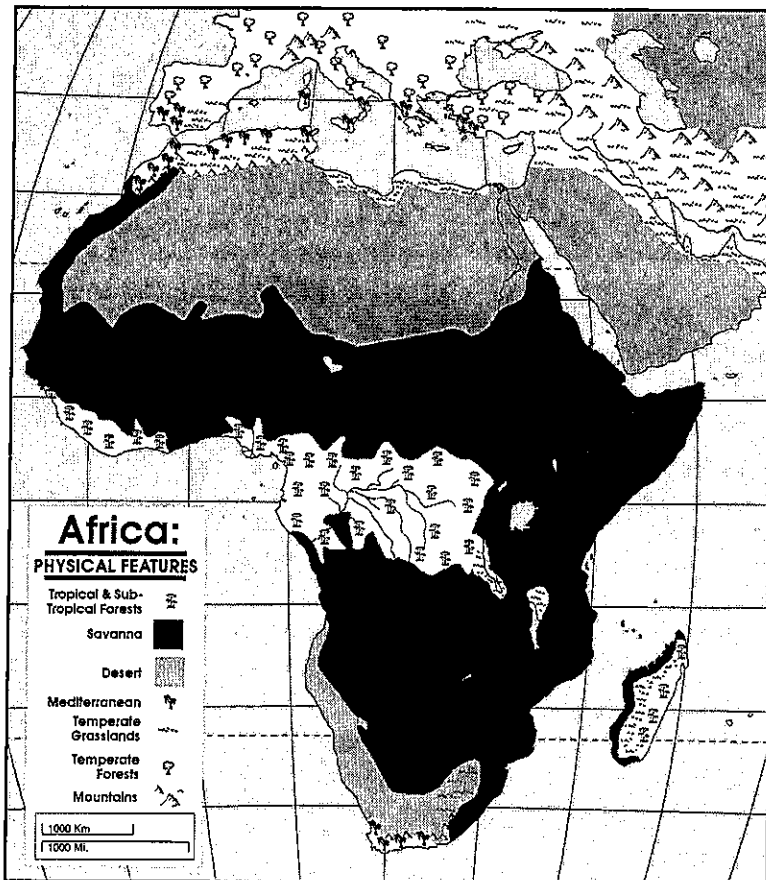 Africa:
PHYSICAL FEATURES
Tropical & Sub-
Tropical Forests
Savanna
Desert
Mediterranean
Temperate
Grasslands
Temperate
Forests
Mountains
1000 Km
1000 Mi.